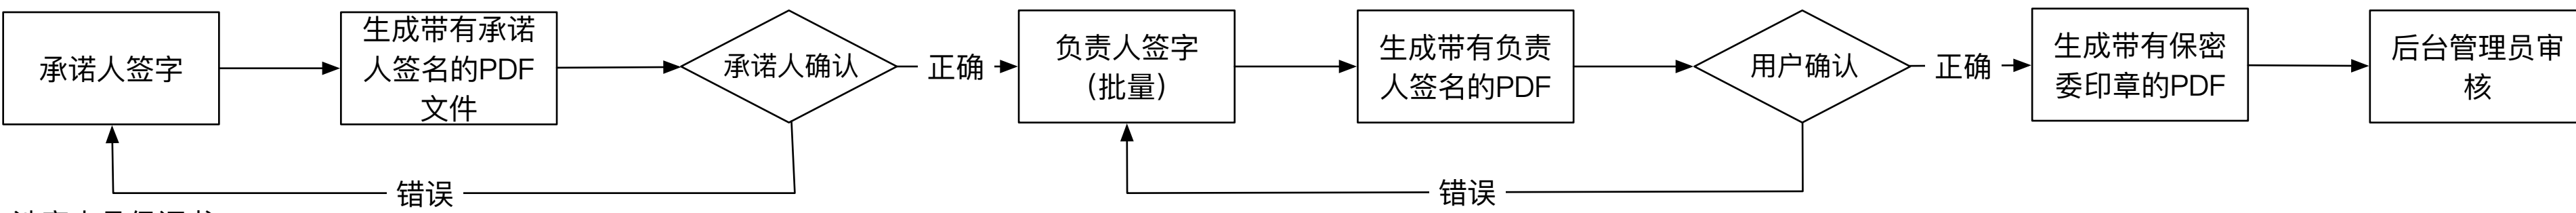 承诺人签字
生成带有承诺
人签名的PDF
文件
承诺人确认
正确
负责人签字
（批量）
生成带有负责
人签名的PDF
用户确认
正确
生成带有保密
委印章的PDF
后台管理员审
核
错误
错误